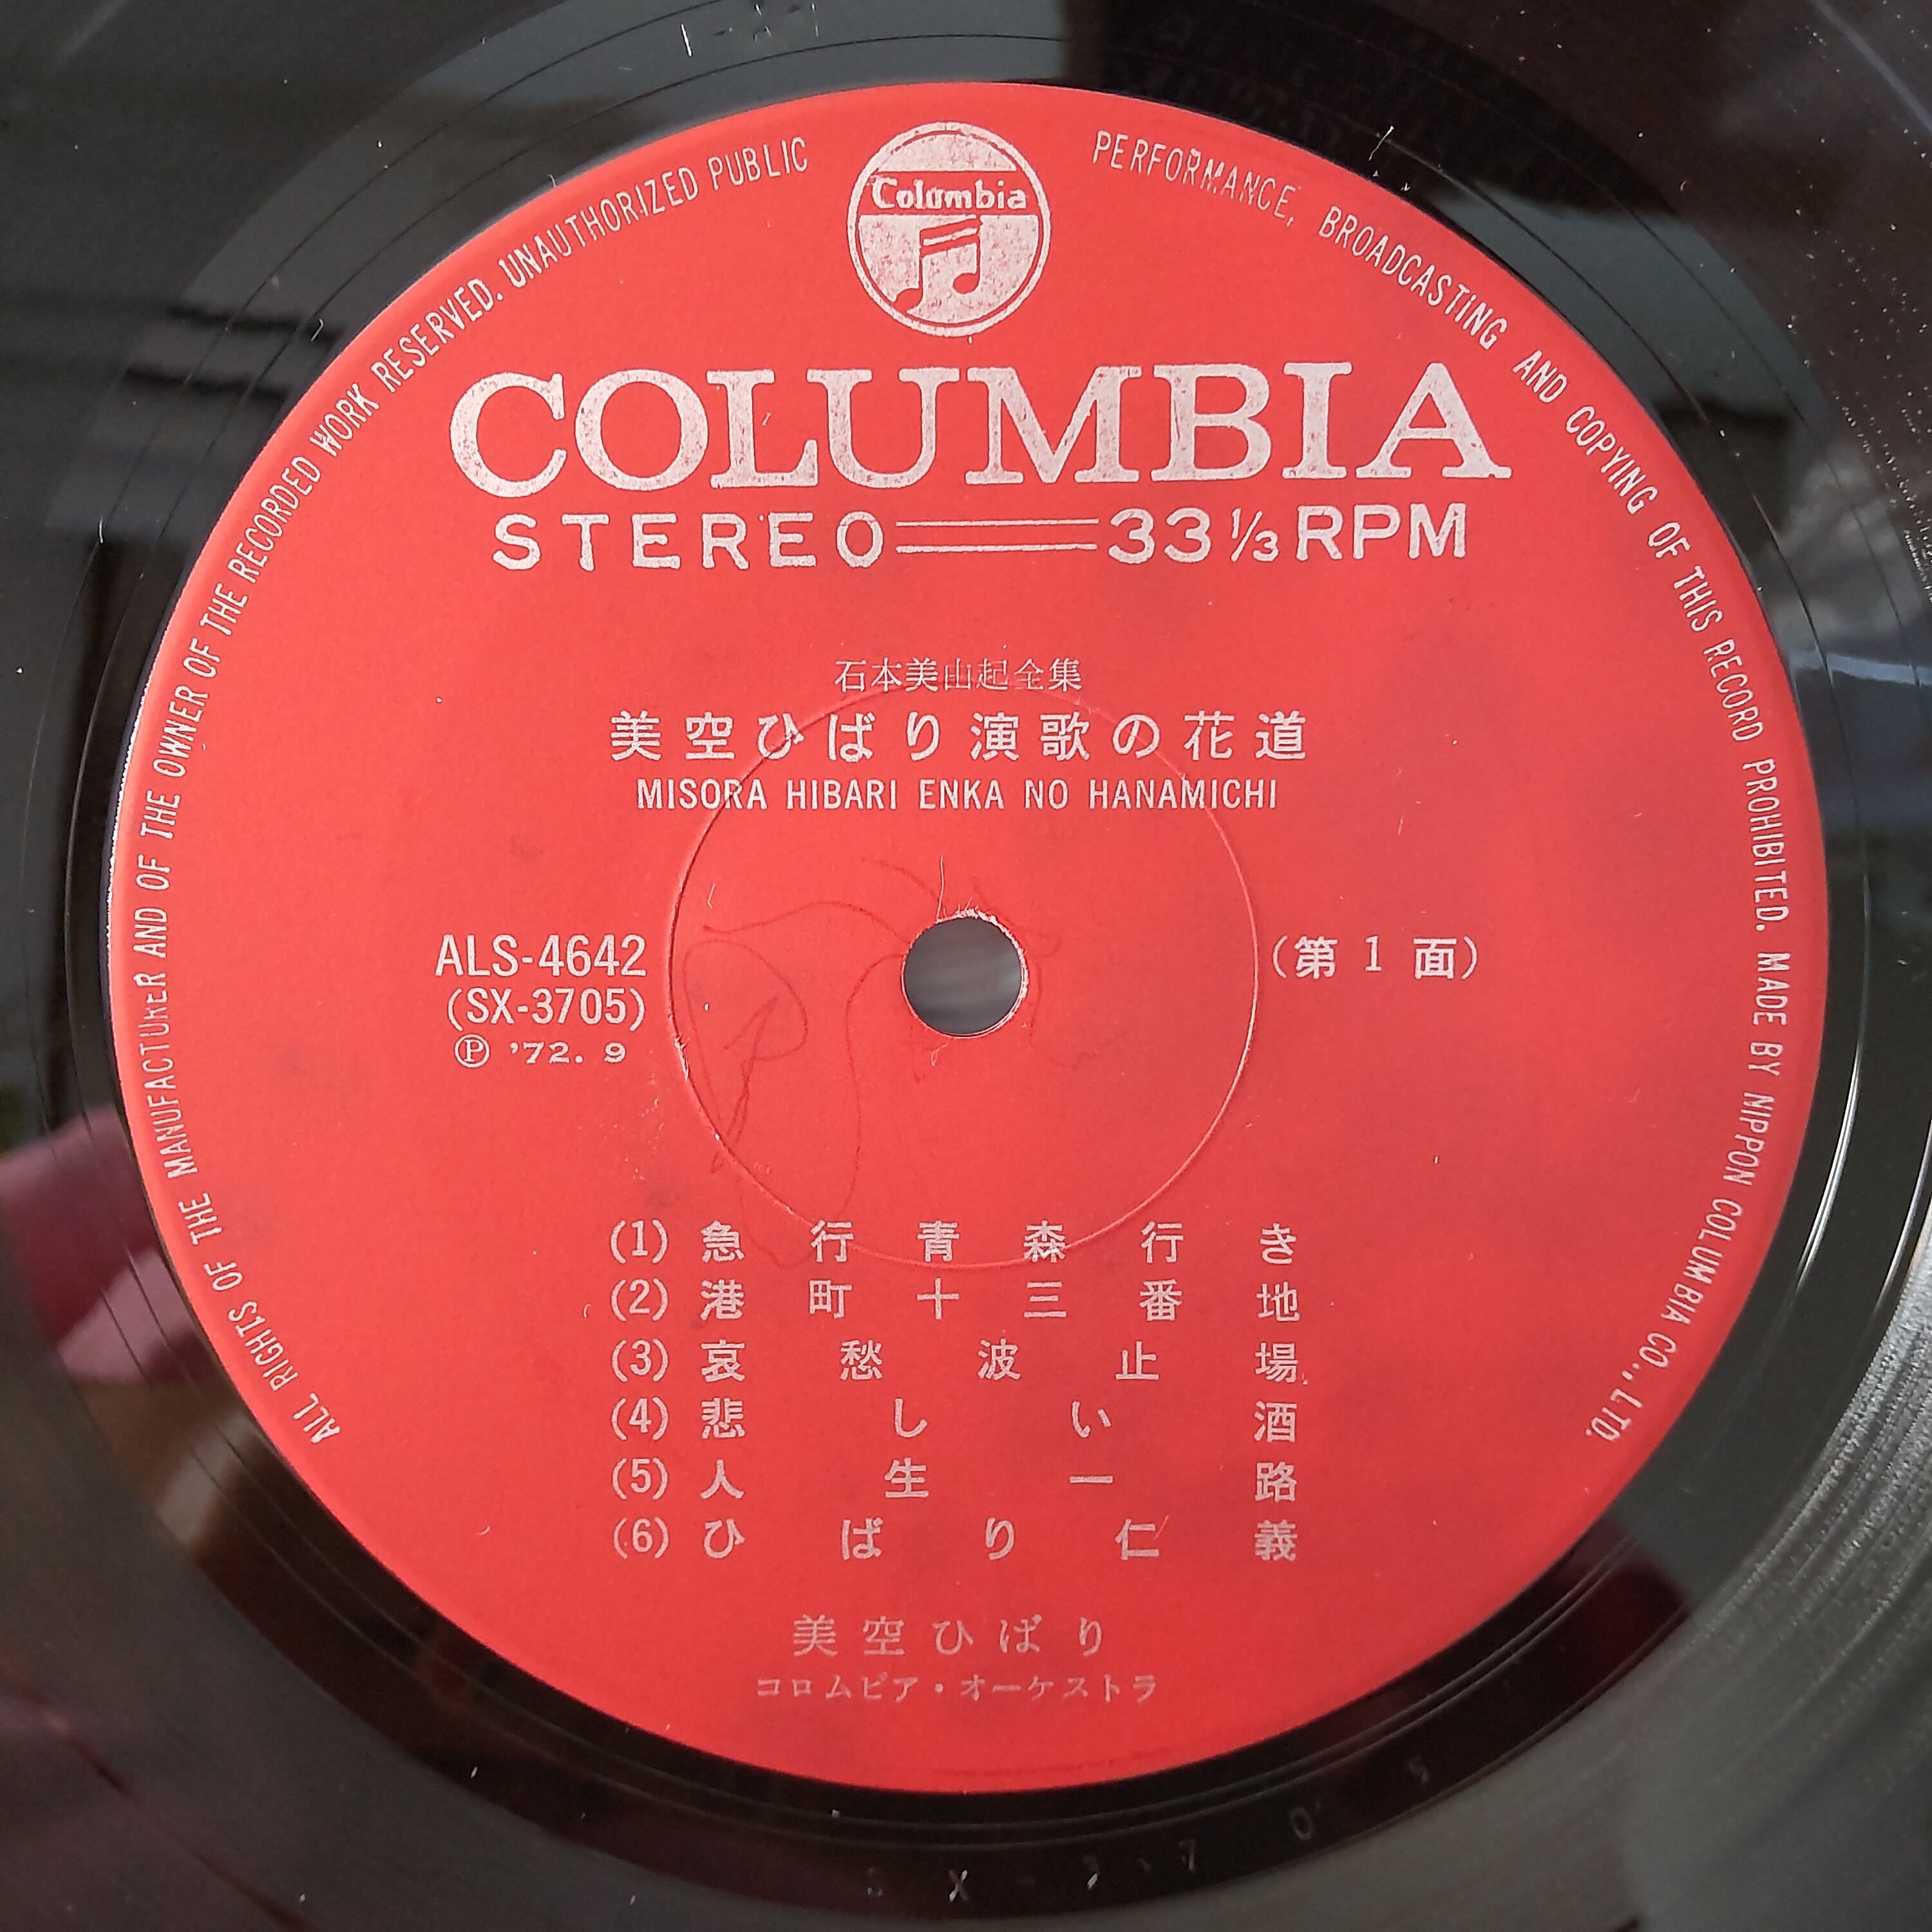 ALL RIGHTS OF THE MANUFACTURER AND OF THE OWNER OF THE RECORDED WORK RESERVED. UNAUTHORIZED PUBLIC PERFORMANCE, BROADCASTING AND COPYING OF THIS RECORD PROHIBITED. MADE BY NIPPON COLUMBIA CO., LTD.
Columbia
COLUMBIA
STEREO 33⅓ RPM
石本美由起全集
美空ひばり演歌の花道
MISORA HIBARI ENKA NO HANAMICHI
ALS-4642 (第1面)
(SX-3705)
Ⓟ '72. 9
(1) 急行青森行き
(2) 港町十三番地
(3) 哀愁波止場
(4) 悲しい酒
(5) 人生一路
(6) ひばり仁義
美空ひばり
コロムビア・オーケストラ